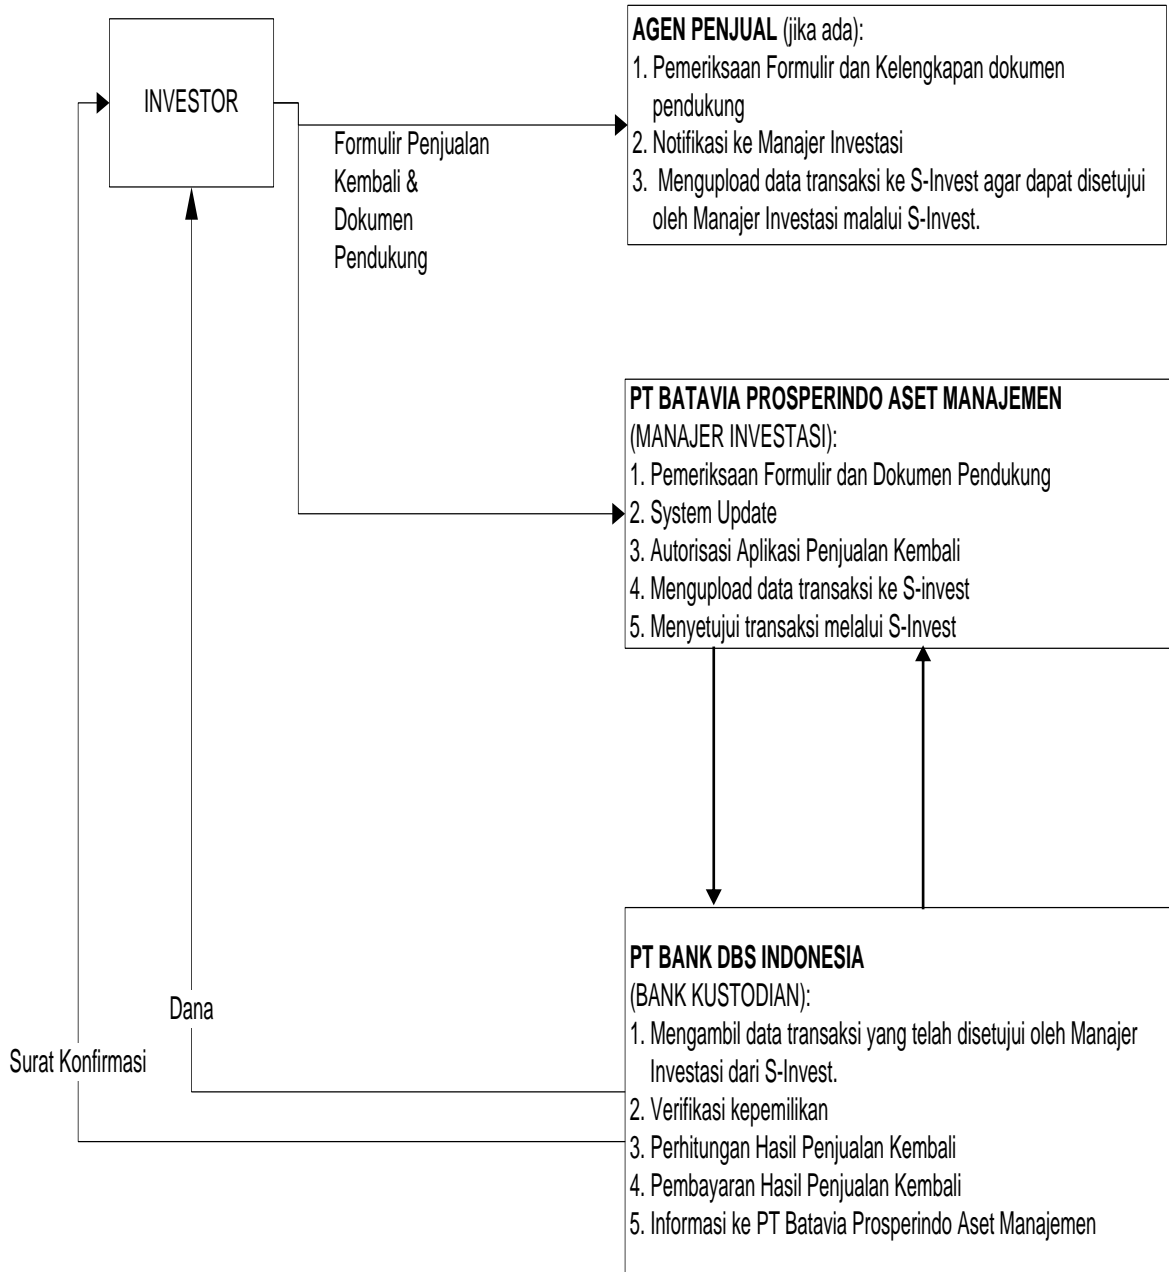 INVESTOR
Formulir Penjualan
Kembali &
Dokumen
Pendukung
AGEN PENJUAL (jika ada):
1. Pemeriksaan Formulir dan Kelengkapan dokumen
pendukung
2. Notifikasi ke Manajer Investasi
3. Mengupload data transaksi ke S-Invest agar dapat disetujui
oleh Manajer Investasi malalui S-Invest.
PT BATAVIA PROSPERINDO ASET MANAJEMEN
(MANAJER INVESTASI):
1. Pemeriksaan Formulir dan Dokumen Pendukung
2. System Update
3. Autorisasi Aplikasi Penjualan Kembali
4. Mengupload data transaksi ke S-invest
5. Menyetujui transaksi melalui S-Invest
PT BANK DBS INDONESIA
(BANK KUSTODIAN):
1. Mengambil data transaksi yang telah disetujui oleh Manajer
Investasi dari S-Invest.
2. Verifikasi kepemilikan
3. Perhitungan Hasil Penjualan Kembali
4. Pembayaran Hasil Penjualan Kembali
5. Informasi ke PT Batavia Prosperindo Aset Manajemen
Dana
Surat Konfirmasi